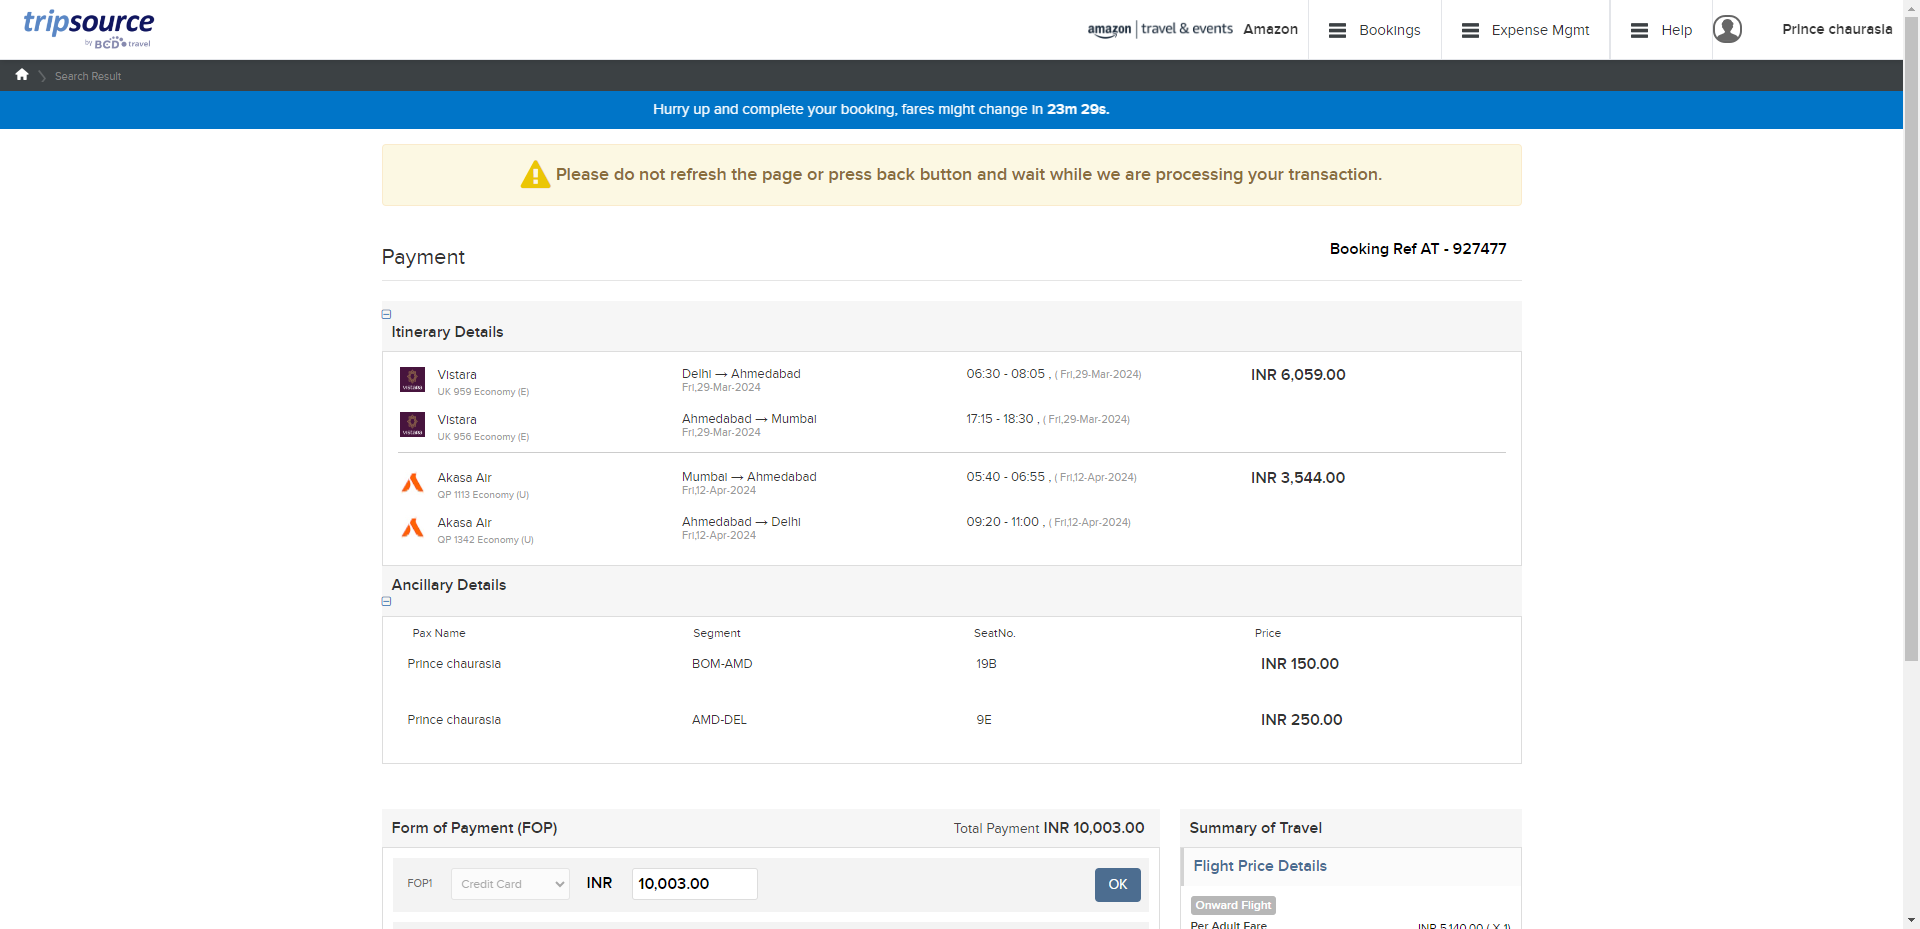 tripsource
by BCD travel
amazon | travel & events Amazon
Bookings
Expense Mgmt
Help
Prince chaurasia
Search Result
Hurry up and complete your booking, fares might change in 23m 29s.
Please do not refresh the page or press back button and wait while we are processing your transaction.
Payment
Booking Ref AT - 927477
Itinerary Details
Vistara Delhi → Ahmedabad 06:30 - 08:05 , ( Fri,29-Mar-2024) INR 6,059.00
UK 959 Economy (E) Fri,29-Mar-2024
Vistara Ahmedabad → Mumbai 17:15 - 18:30 , ( Fri,29-Mar-2024)
UK 956 Economy (E) Fri,29-Mar-2024
Akasa Air Mumbai → Ahmedabad 05:40 - 06:55 , ( Fri,12-Apr-2024) INR 3,544.00
QP 1113 Economy (U) Fri,12-Apr-2024
Akasa Air Ahmedabad → Delhi 09:20 - 11:00 , ( Fri,12-Apr-2024)
QP 1342 Economy (U) Fri,12-Apr-2024
Ancillary Details
Pax Name Segment SeatNo. Price
Prince chaurasia BOM-AMD 19B INR 150.00
Prince chaurasia AMD-DEL 9E INR 250.00
Form of Payment (FOP) Total Payment INR 10,003.00
FOP1 Credit Card INR 10,003.00 OK
Summary of Travel
Flight Price Details
Onward Flight
Per Adult Fare INR 5,140.00 ( X 1)